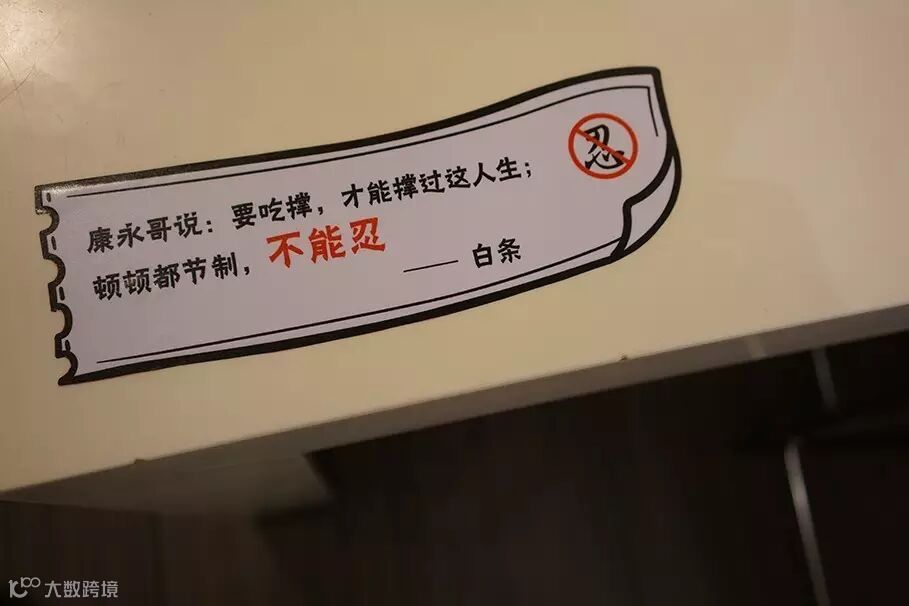 康永哥说：要吃撑，才能撑过这人生；
顿顿都节制，不能忍
—— 白条
忍
大数跨境